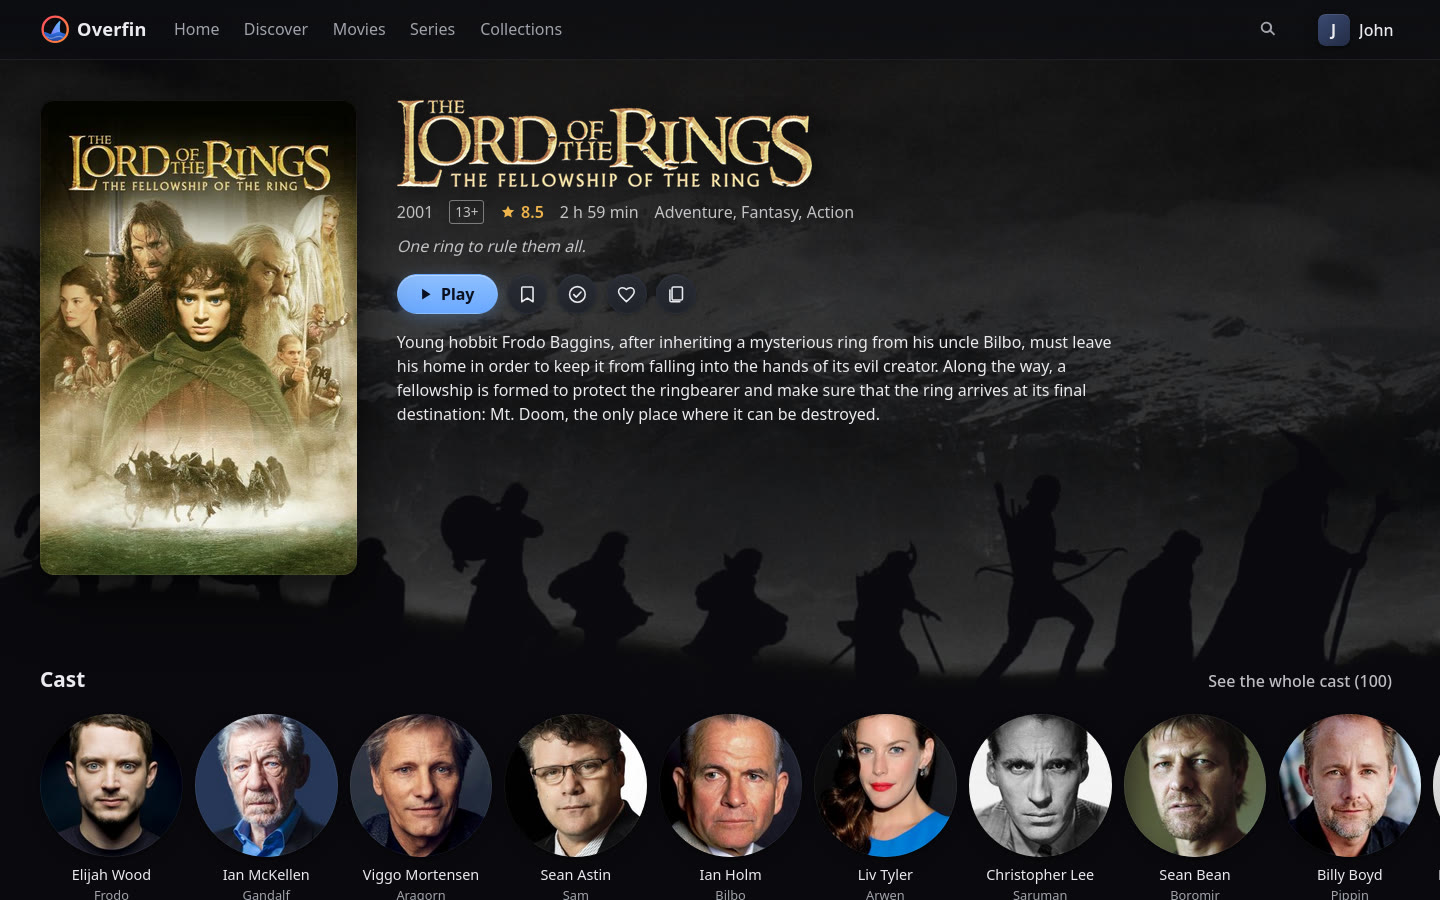 Overfin
Home
Discover
Movies
Series
Collections
J
John
THE
LORD OF THE RINGS
THE FELLOWSHIP OF THE RING
THE
LORD OF THE RINGS
THE FELLOWSHIP OF THE RING
2001
13+
8.5
2 h 59 min
Adventure, Fantasy, Action
One ring to rule them all.
Play
Young hobbit Frodo Baggins, after inheriting a mysterious ring from his uncle Bilbo, must leave
his home in order to keep it from falling into the hands of its evil creator. Along the way, a
fellowship is formed to protect the ringbearer and make sure that the ring arrives at its final
destination: Mt. Doom, the only place where it can be destroyed.
Cast
See the whole cast (100)
Elijah Wood
Frodo
Ian McKellen
Gandalf
Viggo Mortensen
Aragorn
Sean Astin
Sam
Ian Holm
Bilbo
Liv Tyler
Arwen
Christopher Lee
Saruman
Sean Bean
Boromir
Billy Boyd
Pippin